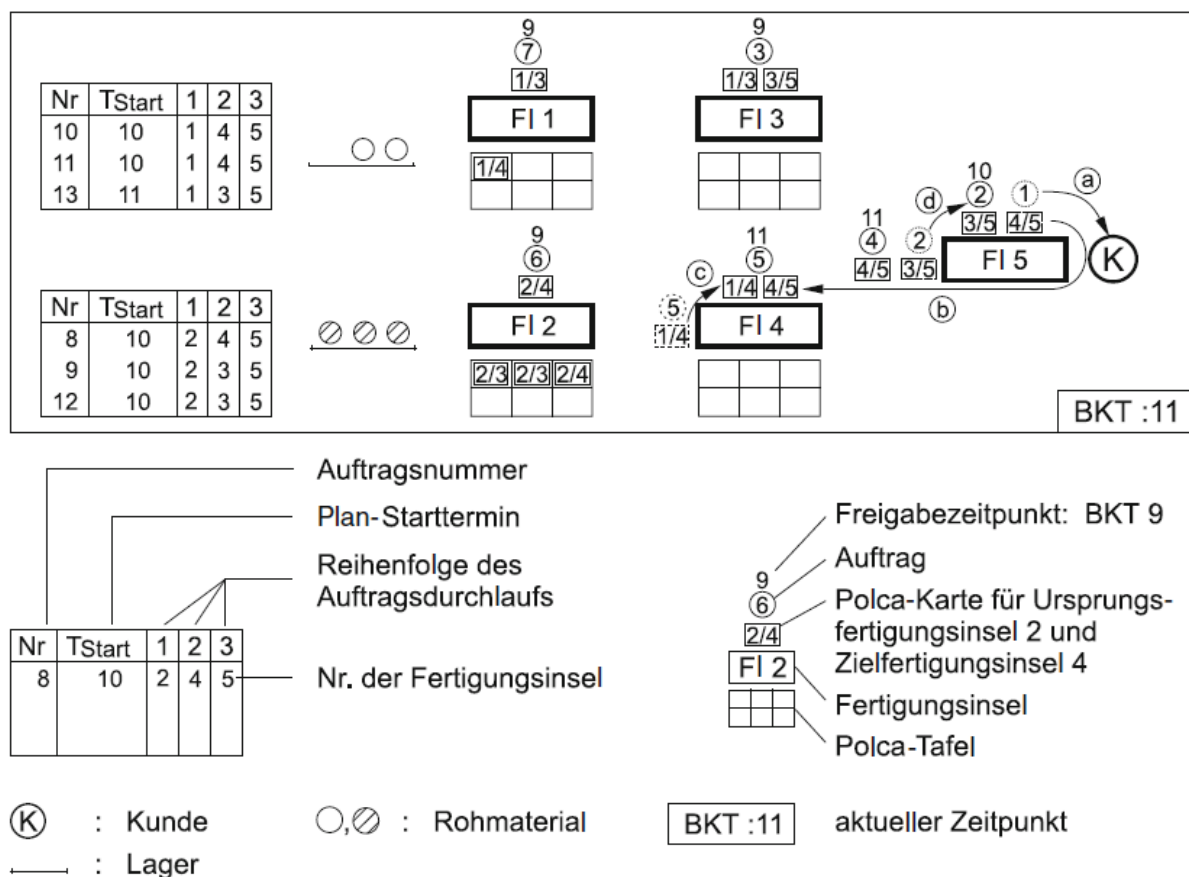 Nr TStart 1 2 3
10 10 1 4 5
11 10 1 4 5
13 11 1 3 5
9
7
1/3
FI 1
1/4
9
3
1/3 3/5
FI 3
Nr TStart 1 2 3
8 10 2 4 5
9 10 2 3 5
12 10 2 3 5
9
6
2/4
FI 2
2/3 2/3 2/4
11
5
c
1/4 4/5
5
1/4
FI 4
10
d 2 1 a
3/5 4/5
11
4 2
4/5 3/5
FI 5
K
b
BKT :11
Auftragsnummer
Plan-Starttermin
Reihenfolge des
Auftragsdurchlaufs
Nr TStart 1 2 3
8 10 2 4 5
Nr. der Fertigungsinsel
Freigabezeitpunkt: BKT 9
9
6
2/4
FI 2
Auftrag
Polca-Karte für Ursprungs-
fertigungsinsel 2 und
Zielfertigungsinsel 4
Fertigungsinsel
Polca-Tafel
K : Kunde
, : Rohmaterial
BKT :11 aktueller Zeitpunkt
: Lager